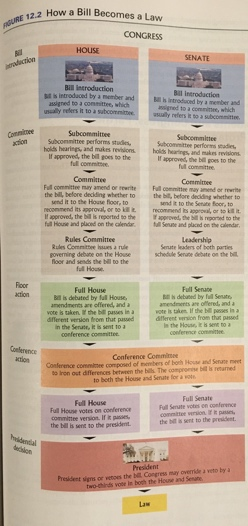 FIGURE 12.2 How a Bill Becomes a Law
CONGRESS
Bill
introduction
HOUSE
Bill introduction
Bill is introduced by a member and
assigned to a committee, which
usually refers it to a subcommittee.
SENATE
Bill introduction
Bill is introduced by a member and
assigned to a committee, which
usually refers it to a subcommittee.
Committee
action
Subcommittee
Subcommittee performs studies,
holds hearings, and makes revisions.
If approved, the bill goes to the
full committee.
Subcommittee
Subcommittee performs studies,
holds hearings, and makes revisions.
If approved, the bill goes to the
full committee.
Committee
Full committee may amend or rewrite
the bill, before deciding whether to
send it to the House floor, to
recommend its approval, or to kill it.
If approved, the bill is reported to the
full House and placed on the calendar.
Committee
Full committee may amend or rewrite
the bill, before deciding whether to
send it to the Senate floor, to
recommend its approval, or to kill it.
If approved, the bill is reported to the
full Senate and placed on the calendar.
Rules Committee
Rules Committee issues a rule
governing debate on the House
floor and sends the bill to the
full House.
Leadership
Senate leaders of both parties
schedule Senate debate on the bill.
Floor
action
Full House
Bill is debated by full House,
amendments are offered, and a
vote is taken. If the bill passes in a
different version from that passed
in the Senate, it is sent to a
conference committee.
Full Senate
Bill is debated by full Senate,
amendments are offered, and a
vote is taken. If the bill passes in a
different version from that passed
in the House, it is sent to a
conference committee.
Conference
action
Conference Committee
Conference committee composed of members of both House and Senate meet
to iron out differences between the bills. The compromise bill is returned
to both the House and Senate for a vote.
Full House
Full House votes on conference
committee version. If it passes,
the bill is sent to the president.
Full Senate
Full Senate votes on conference
committee version. If it passes,
the bill is sent to the president.
Presidential
decision
President
President signs or vetoes the bill. Congress may override a veto by a
two-thirds vote in both the House and Senate.
Law